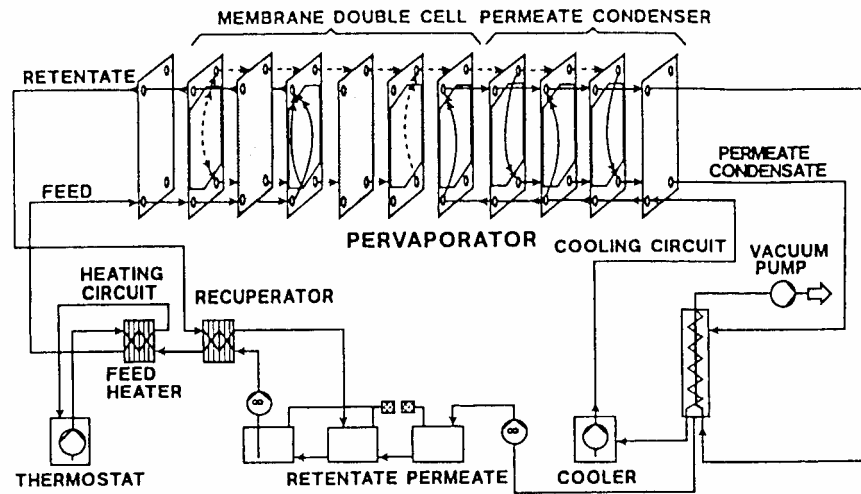 MEMBRANE DOUBLE CELL PERMEATE CONDENSER
RETENTATE
PERMEATE
CONDENSATE
FEED
PERVAPORATOR
COOLING CIRCUIT
VACUUM
PUMP
HEATING
CIRCUIT
RECUPERATOR
FEED
HEATER
THERMOSTAT
RETENTATE PERMEATE
COOLER